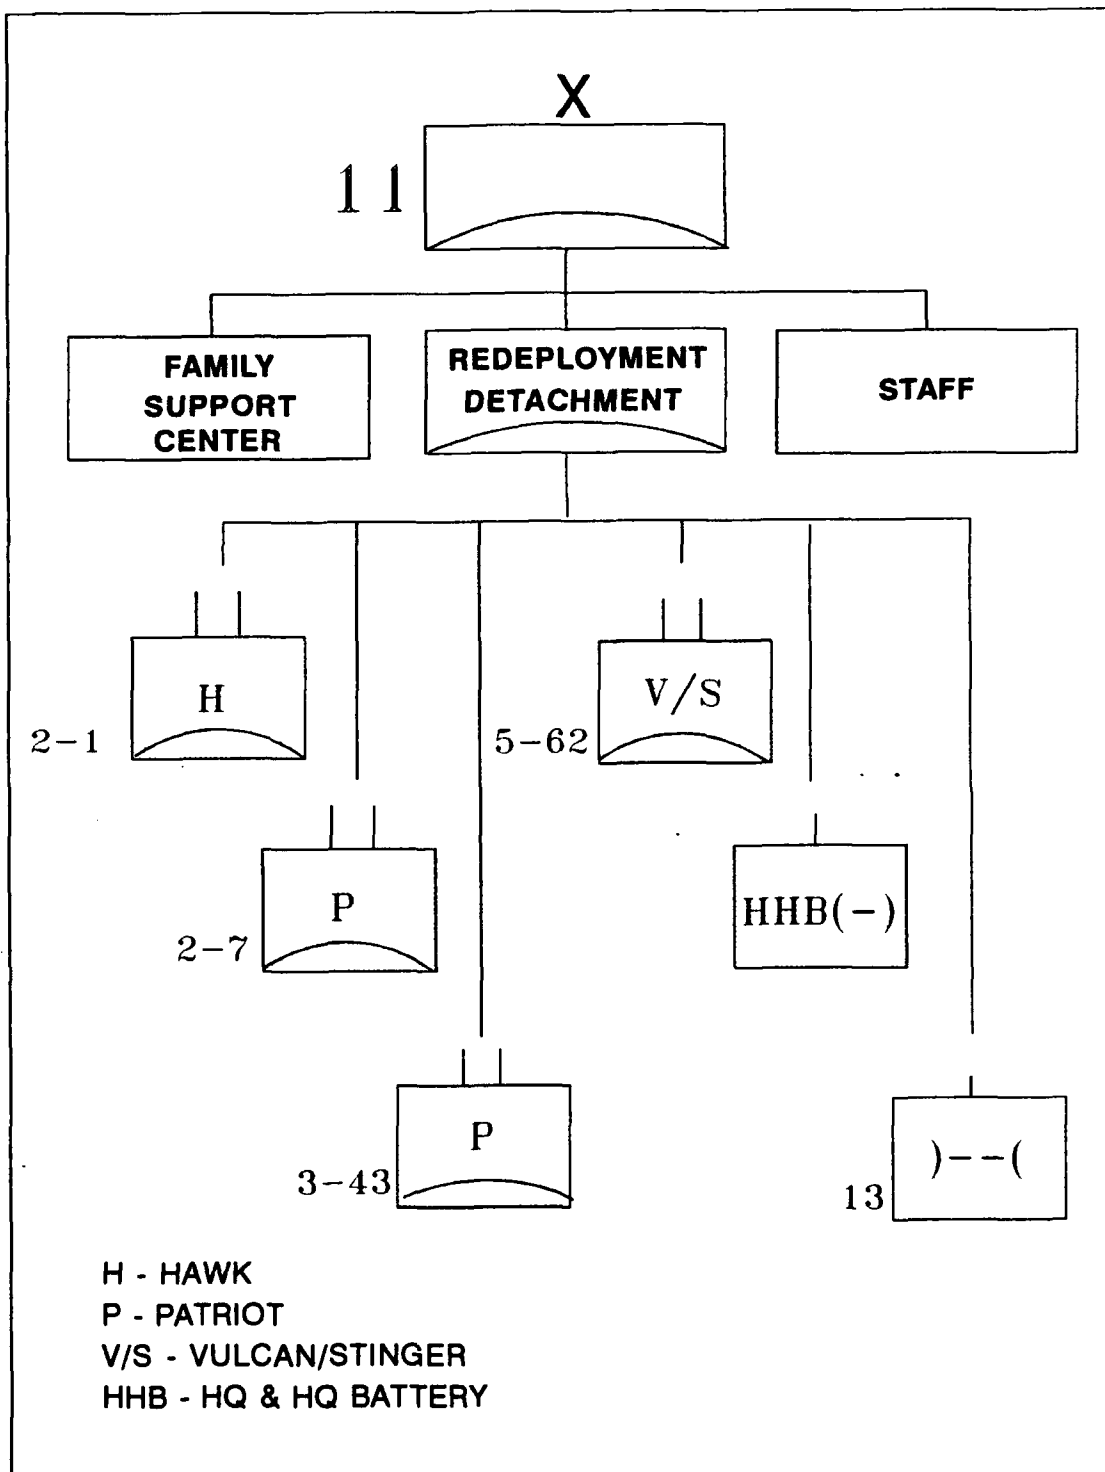 X
11
FAMILY
SUPPORT
CENTER
REDEPLOYMENT
DETACHMENT
STAFF
H
2-1
V/S
5-62
P
2-7
HHB(-)
P
3-43
)--(
13
H - HAWK
P - PATRIOT
V/S - VULCAN/STINGER
HHB - HQ & HQ BATTERY